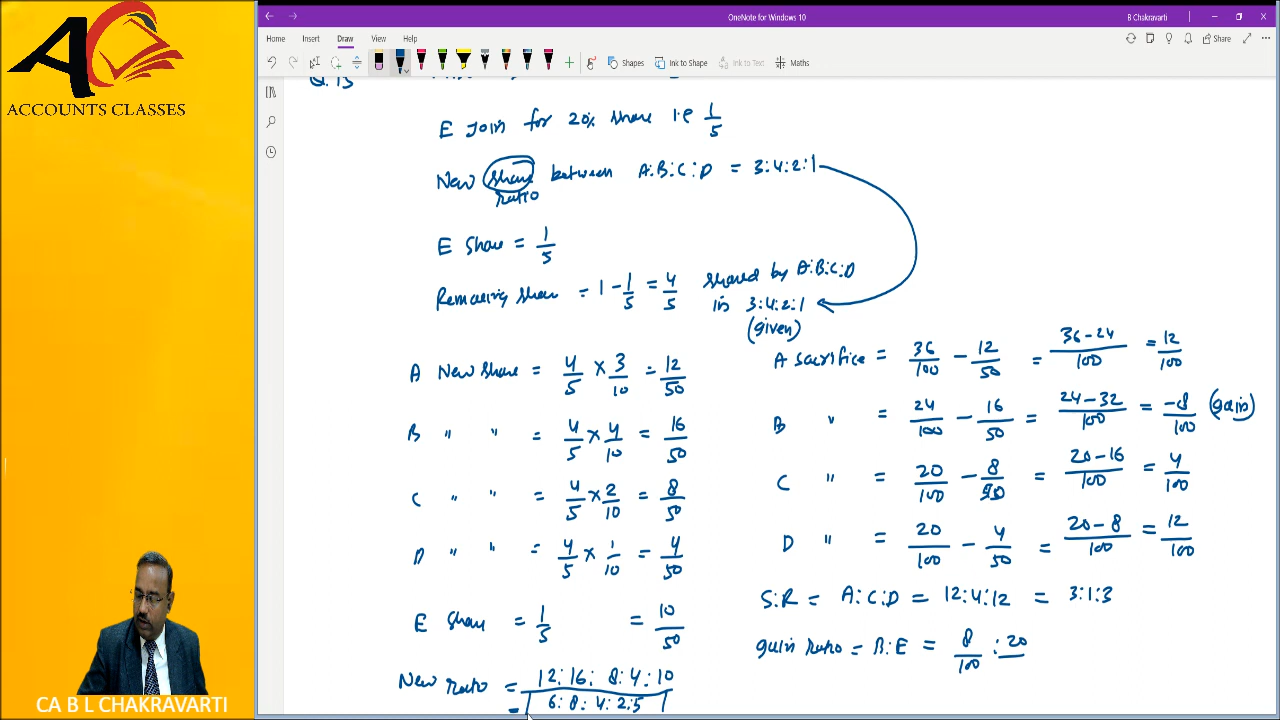 AC
ACCOUNTS CLASSES
OneNote for Windows 10
B Chakravarti
Home Insert Draw View Help
Share
Shapes Ink to Shape Ink to Text Maths
Q.13
E Join for 20% share i.e 1/5
New share between A:B:C:D = 3:4:2:1
ratio
E Share = 1/5
Remaining share = 1 - 1/5 = 4/5 shared by A:B:C:D
in 3:4:2:1
(given)
A New share = 4/5 × 3/10 = 12/50
B " " = 4/5 × 4/10 = 16/50
C " " = 4/5 × 2/10 = 8/50
D " " = 4/5 × 1/10 = 4/50
E share = 1/5 = 10/50
New ratio = 12:16: 8:4:10
= 6:8:4:2:5
A sacrifice = 36/100 - 12/50 = 36-24/100 = 12/100
B " = 24/100 - 16/50 = 24-32/100 = -8/100 (gain)
C " = 20/100 - 8/50 = 20-16/100 = 4/100
D " = 20/100 - 4/50 = 20-8/100 = 12/100
S:R = A:C:D = 12:4:12 = 3:1:3
gain ratio = B:E = 8/100 : 20
CA B L CHAKRAVARTI